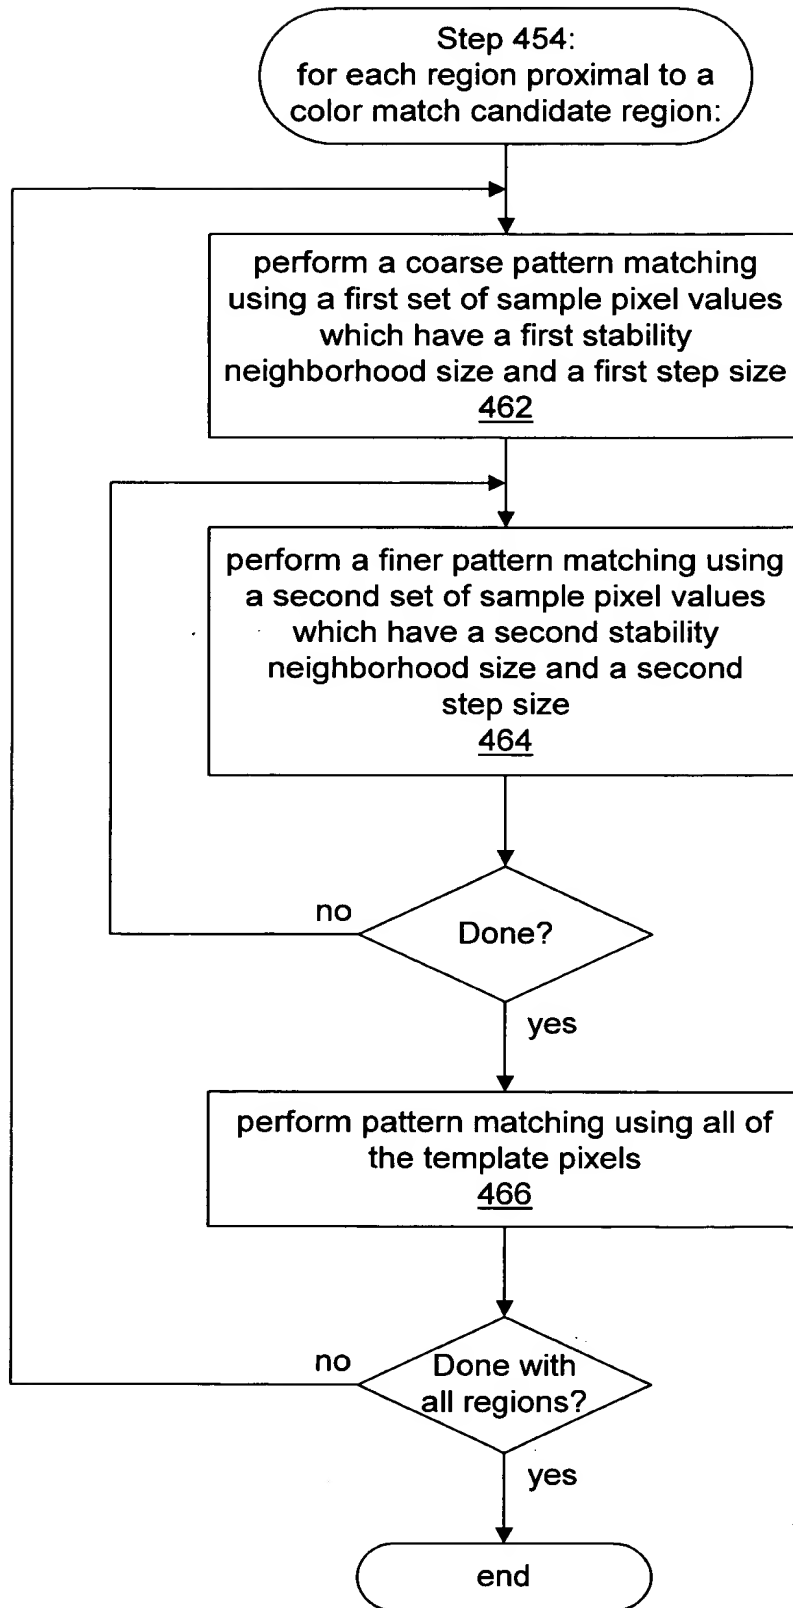 Step 454:
for each region proximal to a
color match candidate region:
perform a coarse pattern matching
using a first set of sample pixel values
which have a first stability
neighborhood size and a first step size
462
perform a finer pattern matching using
a second set of sample pixel values
which have a second stability
neighborhood size and a second
step size
464
no
Done?
yes
perform pattern matching using all of
the template pixels
466
no
Done with
all regions?
yes
end